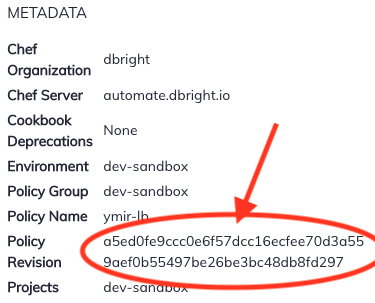 METADATA
Chef Organization dbright
Chef Server automate.dbright.io
Cookbook Deprecations None
Environment dev-sandbox
Policy Group dev-sandbox
Policy Name ymir-lb
Policy Revision a5ed0fe9ccc0e6f57dcc16ecfee70d3a559aef0b55497be26be3bc48db8fd297
Projects dev-sandbox